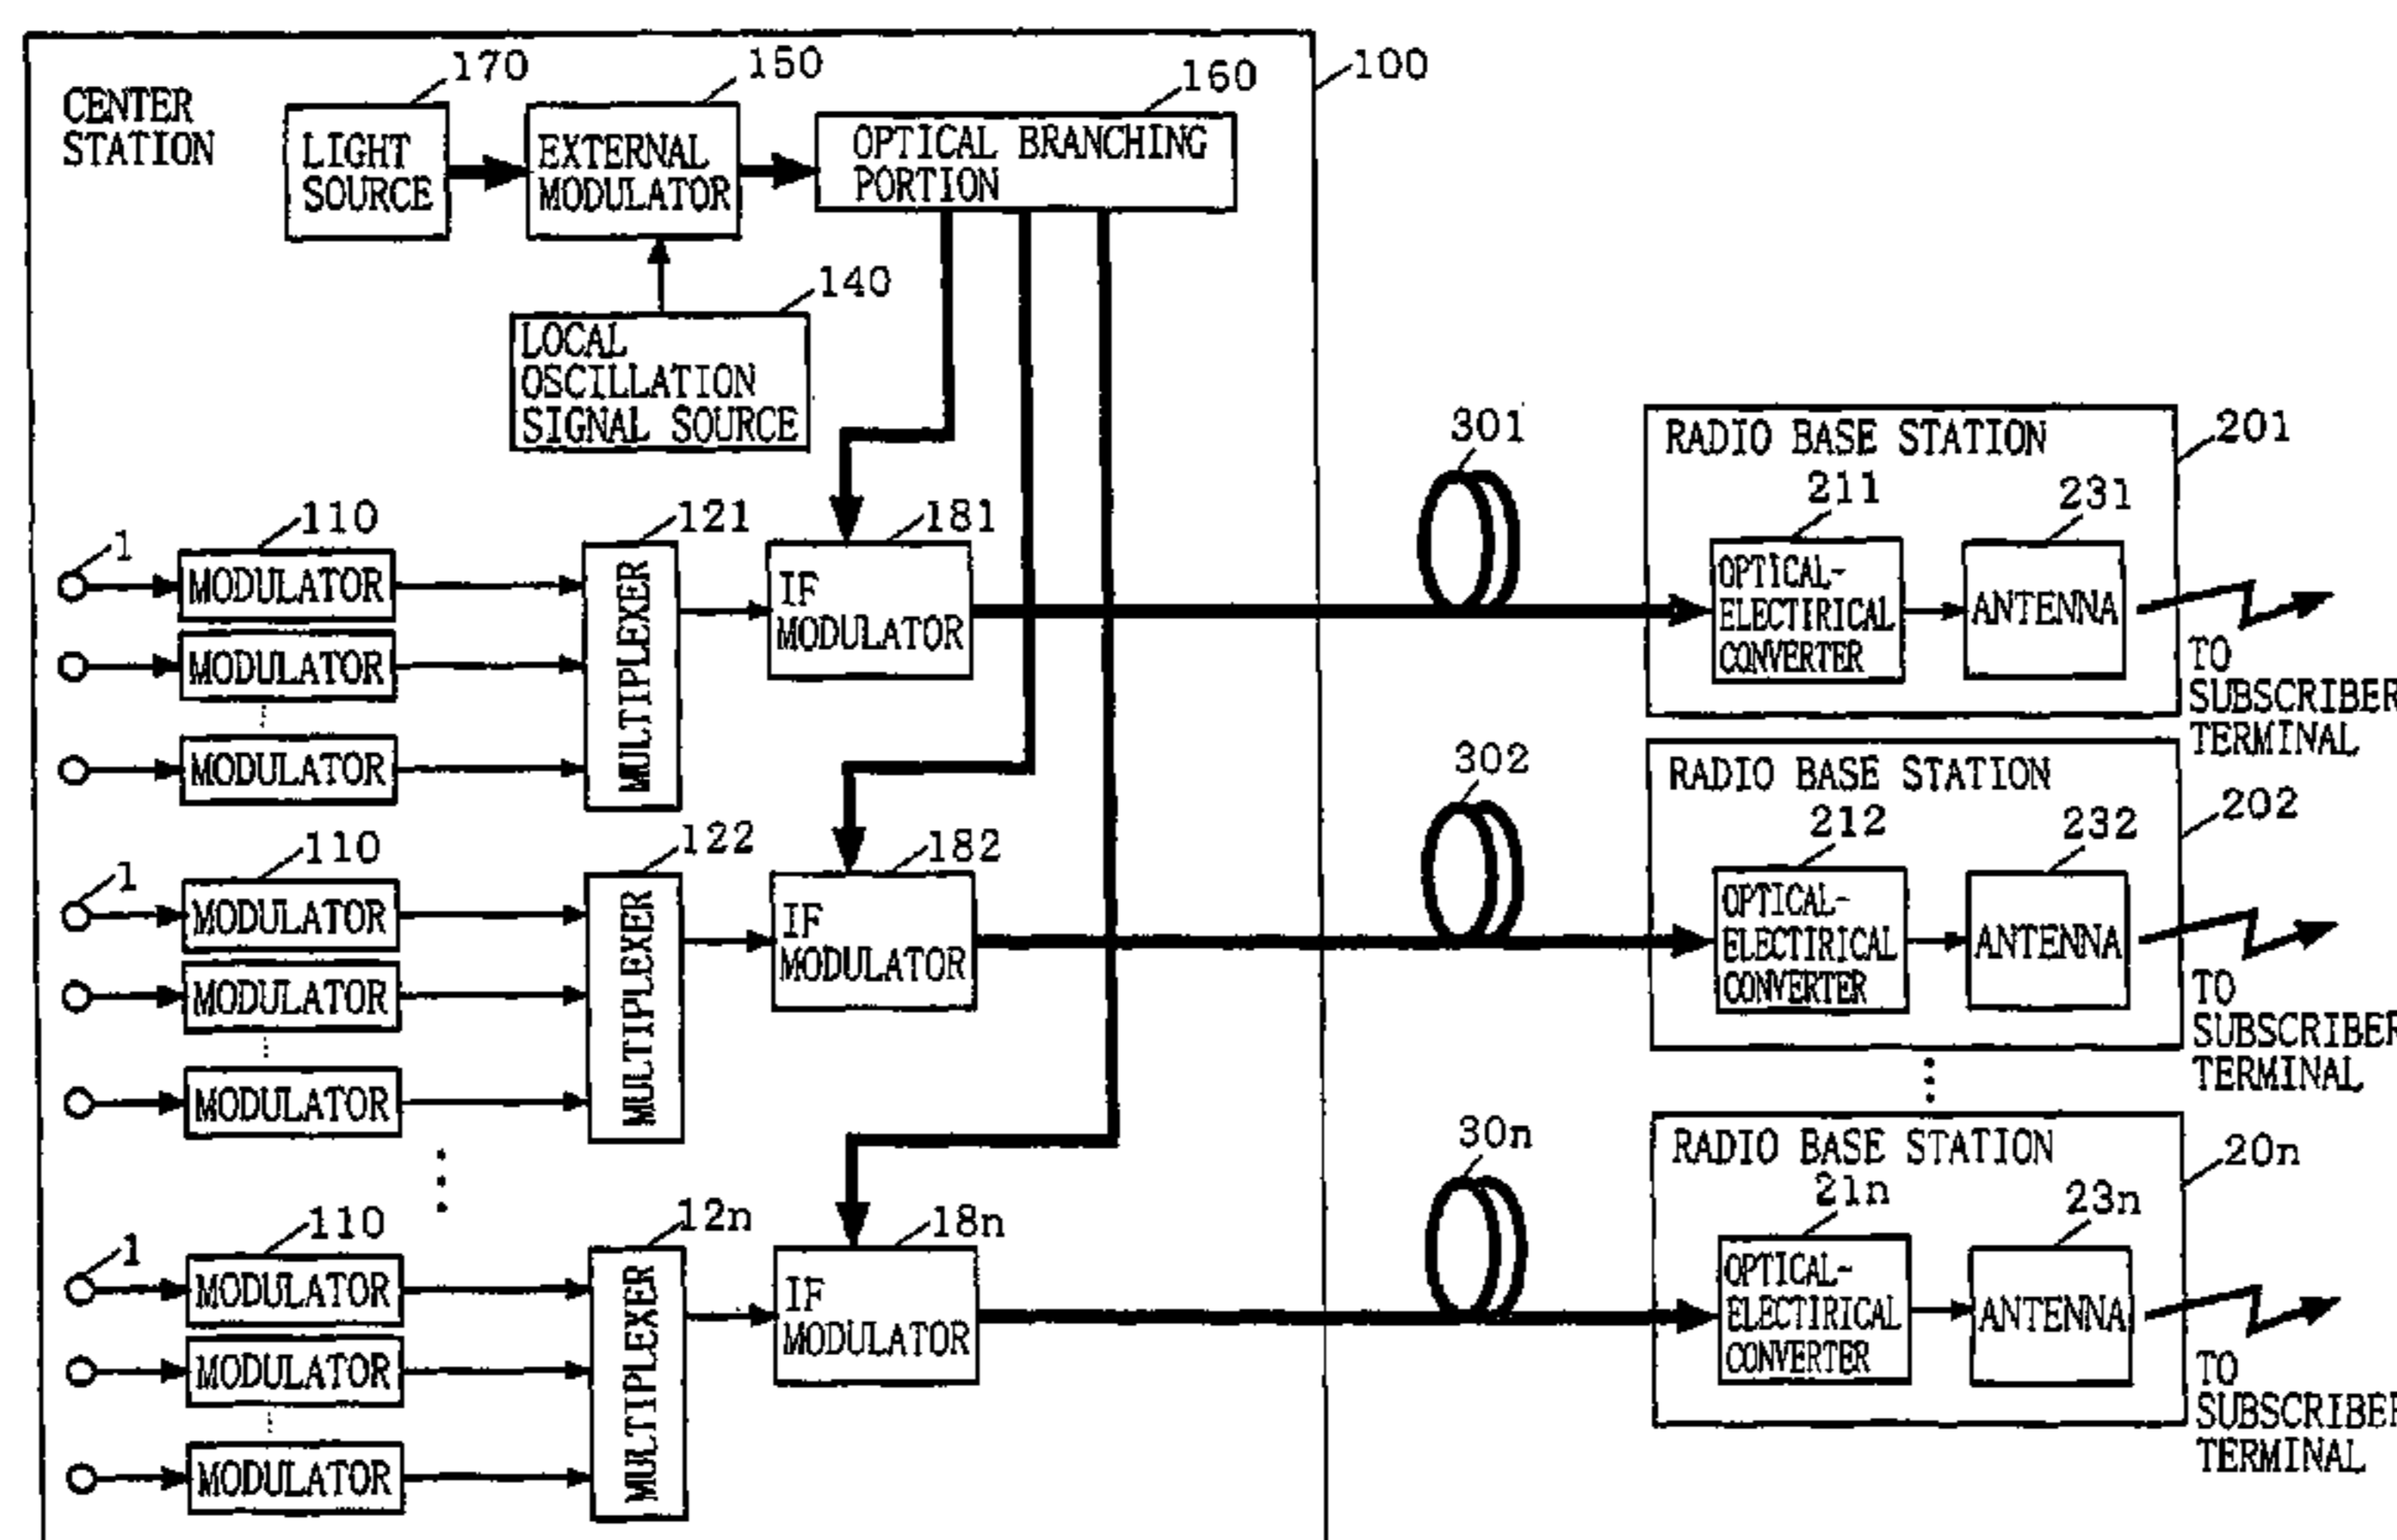 170
150
160
100
CENTER
STATION
LIGHT
SOURCE
EXTERNAL
MODULATOR
OPTICAL BRANCHING
PORTION
140
LOCAL
OSCILLATION
SIGNAL SOURCE
1
110
MODULATOR
MODULATOR
MODULATOR
121
MULTIPLEXER
181
IF
MODULATOR
301
RADIO BASE STATION
201
211
OPTICAL-
ELECTIRICAL
CONVERTER
231
ANTENNA
TO
SUBSCRIBER
TERMINAL
1
110
MODULATOR
MODULATOR
MODULATOR
122
MULTIPLEXER
182
IF
MODULATOR
302
RADIO BASE STATION
202
212
OPTICAL-
ELECTIRICAL
CONVERTER
232
ANTENNA
TO
SUBSCRIBER
TERMINAL
1
110
MODULATOR
MODULATOR
MODULATOR
12n
MULTIPLEXER
18n
IF
MODULATOR
30n
RADIO BASE STATION
20n
21n
OPTICAL-
ELECTIRICAL
CONVERTER
23n
ANTENNA
TO
SUBSCRIBER
TERMINAL